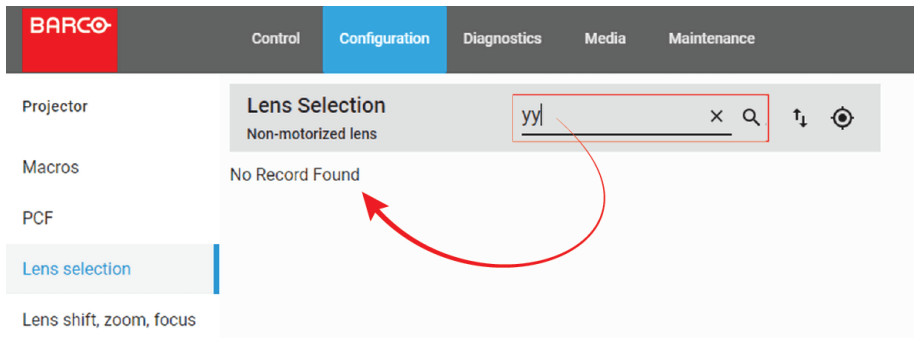 BARCO
Control Configuration Diagnostics Media Maintenance
Projector
Macros
PCF
Lens selection
Lens shift, zoom, focus
Lens Selection
Non-motorized lens
yy
No Record Found